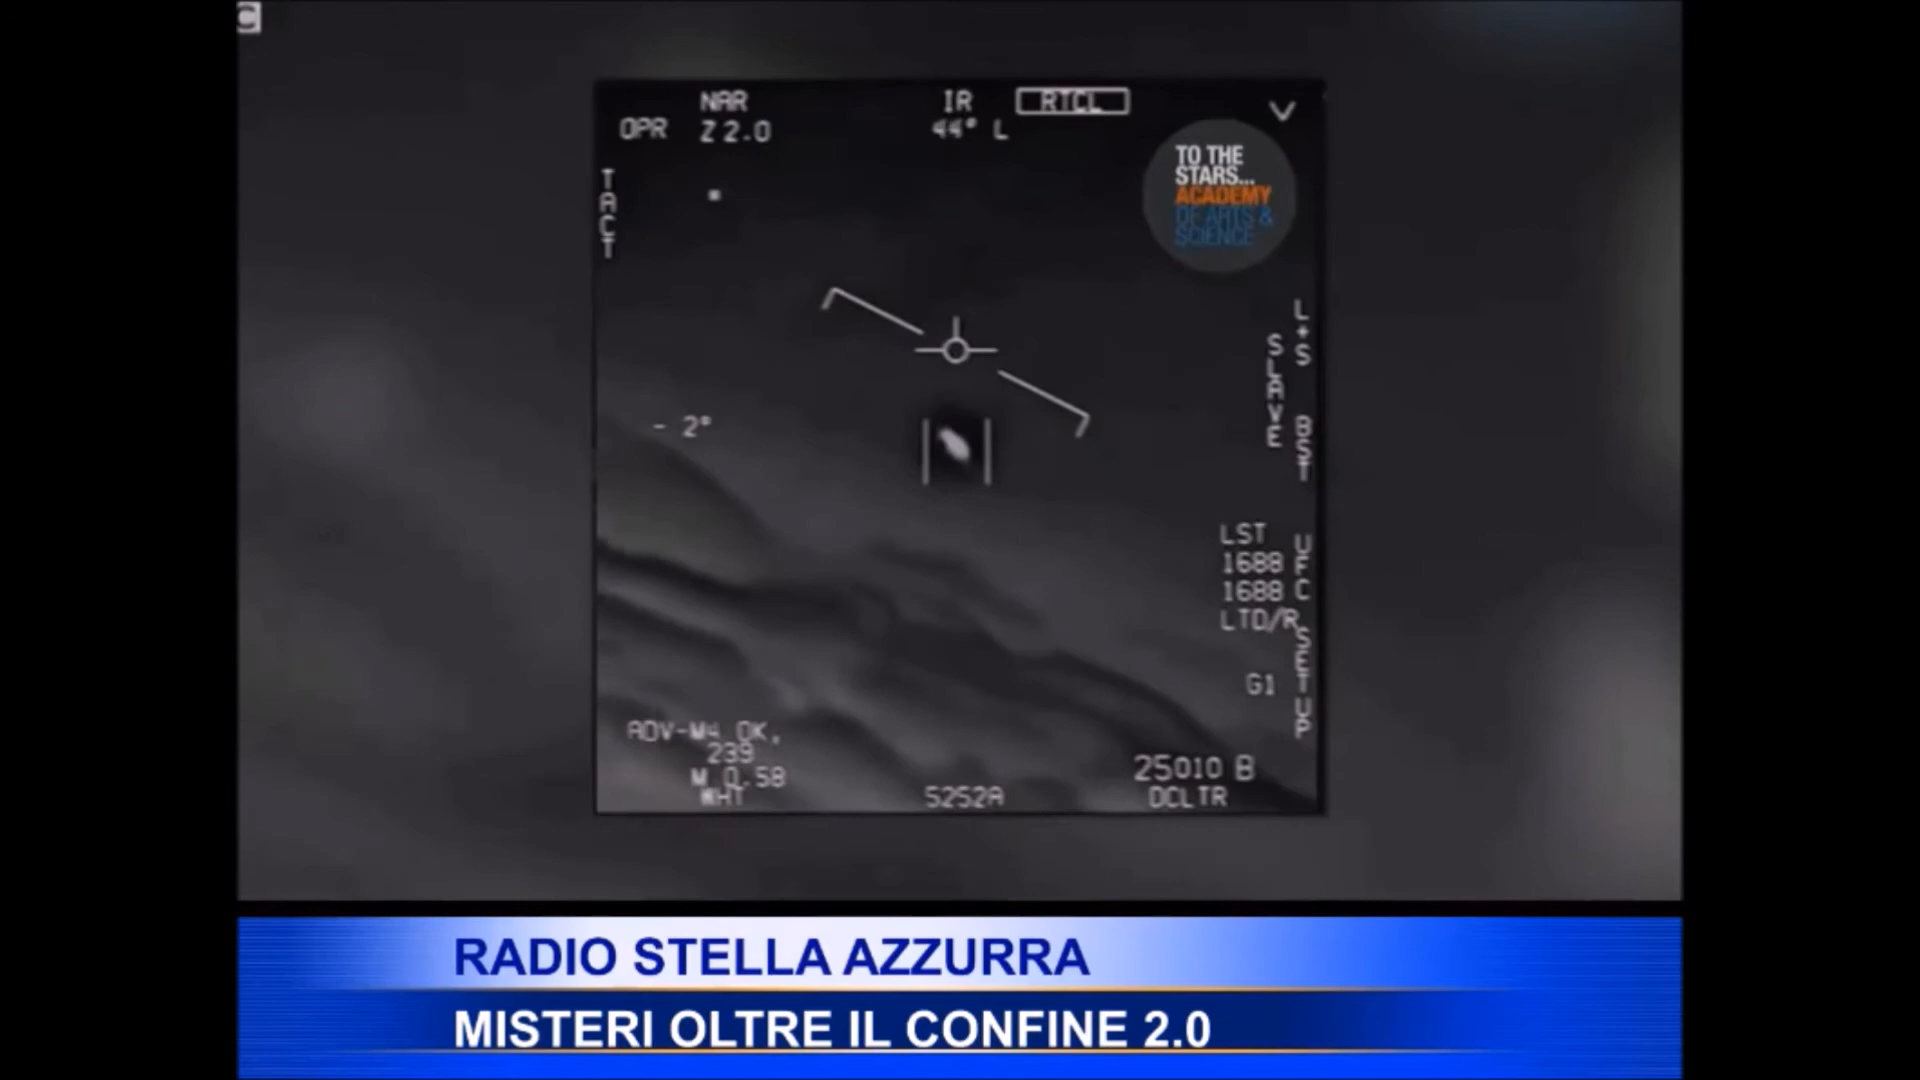 C
NAR
IR
RTCL
OPR
Z 2.0
44° L
V
TACT
TO THE
STARS...
ACADEMY
OF ARTS &
SCIENCE
L+S
SLAVE
- 2°
BST
LST
1688
1688
UFC
LTD/R
SETUP
G1
ADV-M4 OK,
239
M 0.58
WHT
5252A
25010 B
DCLTR
RADIO STELLA AZZURRA
MISTERI OLTRE IL CONFINE 2.0